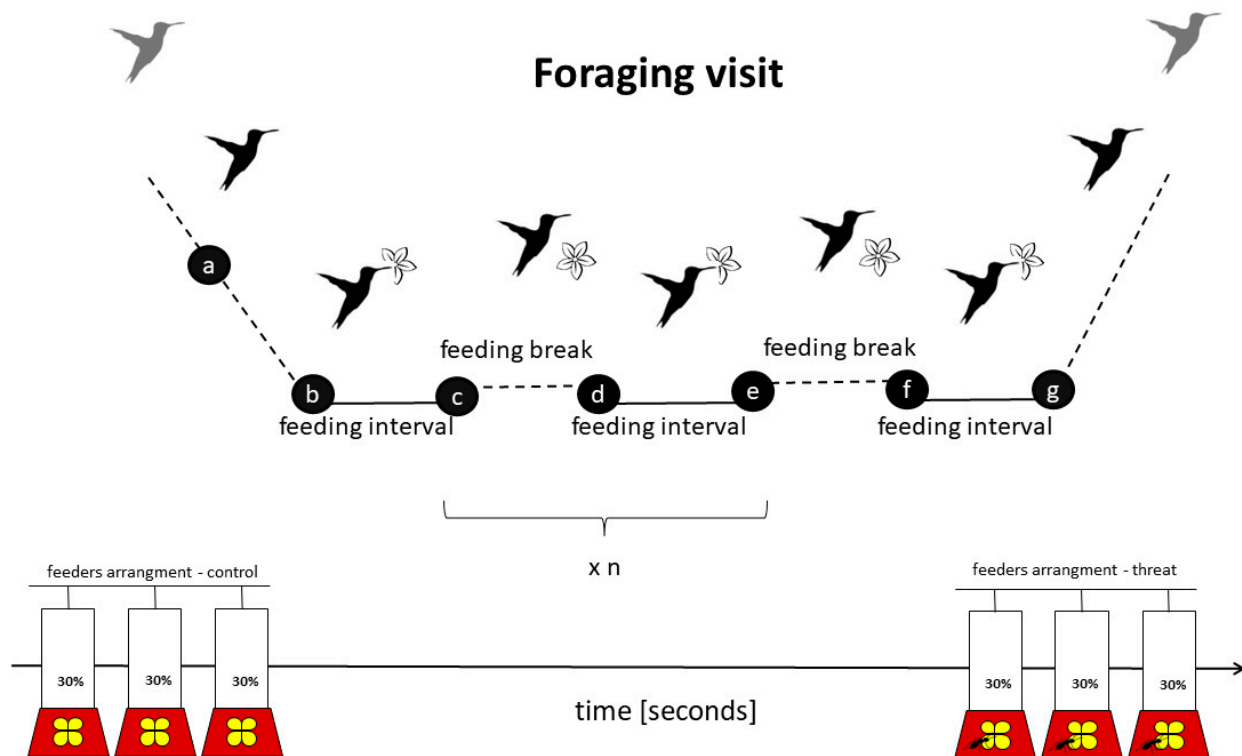 Foraging visit
a
feeding break
feeding break
b
c
d
e
f
g
feeding interval
feeding interval
feeding interval
x n
feeders arrangment - control
feeders arrangment - threat
30%
30%
30%
30%
30%
30%
time [seconds]